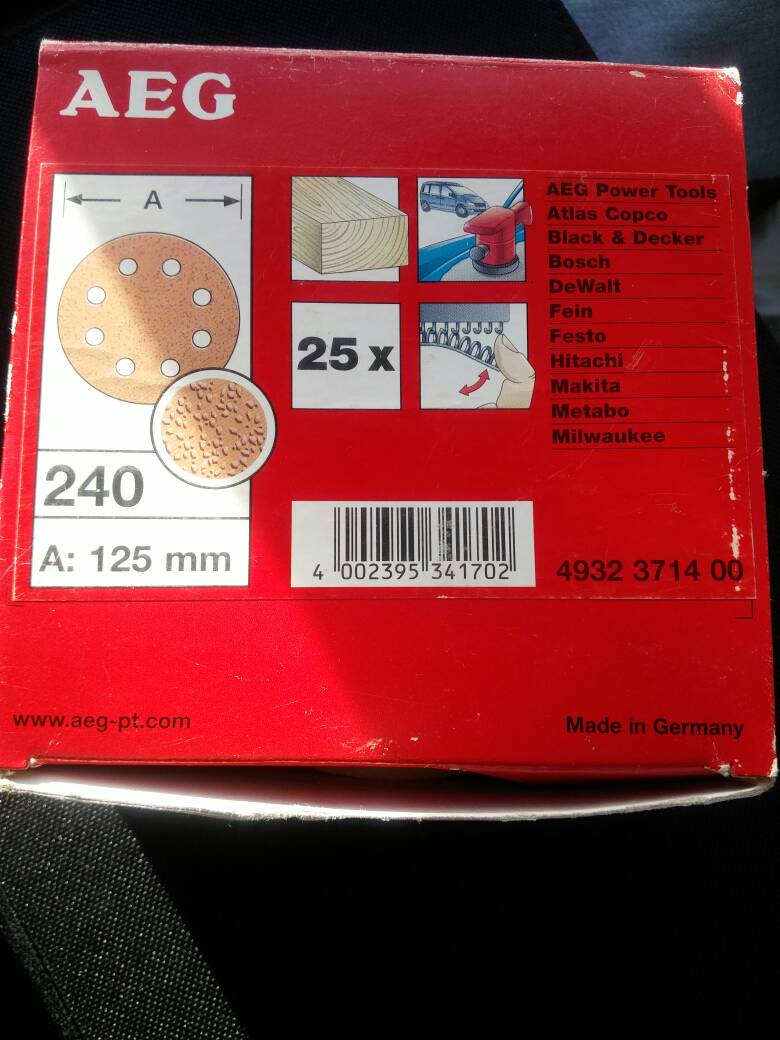 AEG
A
240
A: 125 mm
25 x
AEG Power Tools
Atlas Copco
Black & Decker
Bosch
DeWalt
Fein
Festo
Hitachi
Makita
Metabo
Milwaukee
4 002395 341702
4932 3714 00
www.aeg-pt.com
Made in Germany